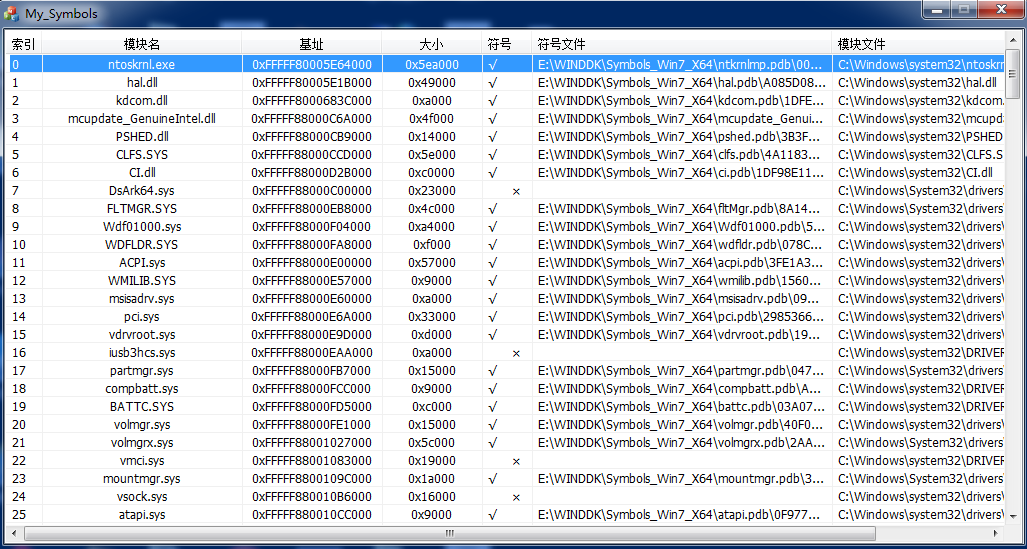 My_Symbols
索引 模块名 基址 大小 符号 符号文件 模块文件
0 ntoskrnl.exe 0xFFFFF80005E64000 0x5ea000 √ E:\WINDDK\Symbols_Win7_X64\ntkrnlmp.pdb\00... C:\Windows\system32\ntoskr
1 hal.dll 0xFFFFF80005E1B000 0x49000 √ E:\WINDDK\Symbols_Win7_X64\hal.pdb\A085D08... C:\Windows\system32\hal.dll
2 kdcom.dll 0xFFFFF8000683C000 0xa000 √ E:\WINDDK\Symbols_Win7_X64\kdcom.pdb\1DFE... C:\Windows\system32\kdcom.
3 mcupdate_GenuineIntel.dll 0xFFFFF88000C6A000 0x4f000 √ E:\WINDDK\Symbols_Win7_X64\mcupdate_Genui... C:\Windows\system32\mcupd
4 PSHED.dll 0xFFFFF88000CB9000 0x14000 √ E:\WINDDK\Symbols_Win7_X64\pshed.pdb\3B3F... C:\Windows\system32\PSHED
5 CLFS.SYS 0xFFFFF88000CCD000 0x5e000 √ E:\WINDDK\Symbols_Win7_X64\clfs.pdb\4A1183... C:\Windows\system32\CLFS.S
6 CI.dll 0xFFFFF88000D2B000 0xc0000 √ E:\WINDDK\Symbols_Win7_X64\ci.pdb\1DF98E11... C:\Windows\system32\CI.dll
7 DsArk64.sys 0xFFFFF88000C00000 0x23000 × C:\Windows\System32\drivers\
8 FLTMGR.SYS 0xFFFFF88000EB8000 0x4c000 √ E:\WINDDK\Symbols_Win7_X64\fltMgr.pdb\8A14... C:\Windows\system32\drivers\
9 Wdf01000.sys 0xFFFFF88000F04000 0xa4000 √ E:\WINDDK\Symbols_Win7_X64\Wdf01000.pdb\5... C:\Windows\system32\drivers\
10 WDFLDR.SYS 0xFFFFF88000FA8000 0xf000 √ E:\WINDDK\Symbols_Win7_X64\wdfldr.pdb\078C... C:\Windows\system32\drivers\
11 ACPI.sys 0xFFFFF88000E00000 0x57000 √ E:\WINDDK\Symbols_Win7_X64\acpi.pdb\3FE1A3... C:\Windows\system32\drivers\
12 WMILIB.SYS 0xFFFFF88000E57000 0x9000 √ E:\WINDDK\Symbols_Win7_X64\wmilib.pdb\1560... C:\Windows\system32\drivers\
13 msisadrv.sys 0xFFFFF88000E60000 0xa000 √ E:\WINDDK\Symbols_Win7_X64\msisadrv.pdb\09... C:\Windows\system32\drivers\
14 pci.sys 0xFFFFF88000E6A000 0x33000 √ E:\WINDDK\Symbols_Win7_X64\pci.pdb\2985366... C:\Windows\system32\drivers\
15 vdrvroot.sys 0xFFFFF88000E9D000 0xd000 √ E:\WINDDK\Symbols_Win7_X64\vdrvroot.pdb\19... C:\Windows\system32\drivers\
16 iusb3hcs.sys 0xFFFFF88000EAA000 0xa000 × C:\Windows\system32\DRIVER
17 partmgr.sys 0xFFFFF88000FB7000 0x15000 √ E:\WINDDK\Symbols_Win7_X64\partmgr.pdb\047... C:\Windows\System32\drivers\
18 compbatt.sys 0xFFFFF88000FCC000 0x9000 √ E:\WINDDK\Symbols_Win7_X64\compbatt.pdb\A... C:\Windows\system32\DRIVER
19 BATTC.SYS 0xFFFFF88000FD5000 0xc000 √ E:\WINDDK\Symbols_Win7_X64\battc.pdb\03A07... C:\Windows\system32\DRIVER
20 volmgr.sys 0xFFFFF88000FE1000 0x15000 √ E:\WINDDK\Symbols_Win7_X64\volmgr.pdb\40F0... C:\Windows\system32\drivers\
21 volmgrx.sys 0xFFFFF88001027000 0x5c000 √ E:\WINDDK\Symbols_Win7_X64\volmgrx.pdb\2AA... C:\Windows\System32\drivers\
22 vmci.sys 0xFFFFF88001083000 0x19000 × C:\Windows\system32\DRIVER
23 mountmgr.sys 0xFFFFF8800109C000 0x1a000 √ E:\WINDDK\Symbols_Win7_X64\mountmgr.pdb\3... C:\Windows\System32\drivers\
24 vsock.sys 0xFFFFF880010B6000 0x16000 × C:\Windows\system32\drivers\
25 atapi.sys 0xFFFFF880010CC000 0x9000 √ E:\WINDDK\Symbols_Win7_X64\atapi.pdb\0F977... C:\Windows\system32\drivers\